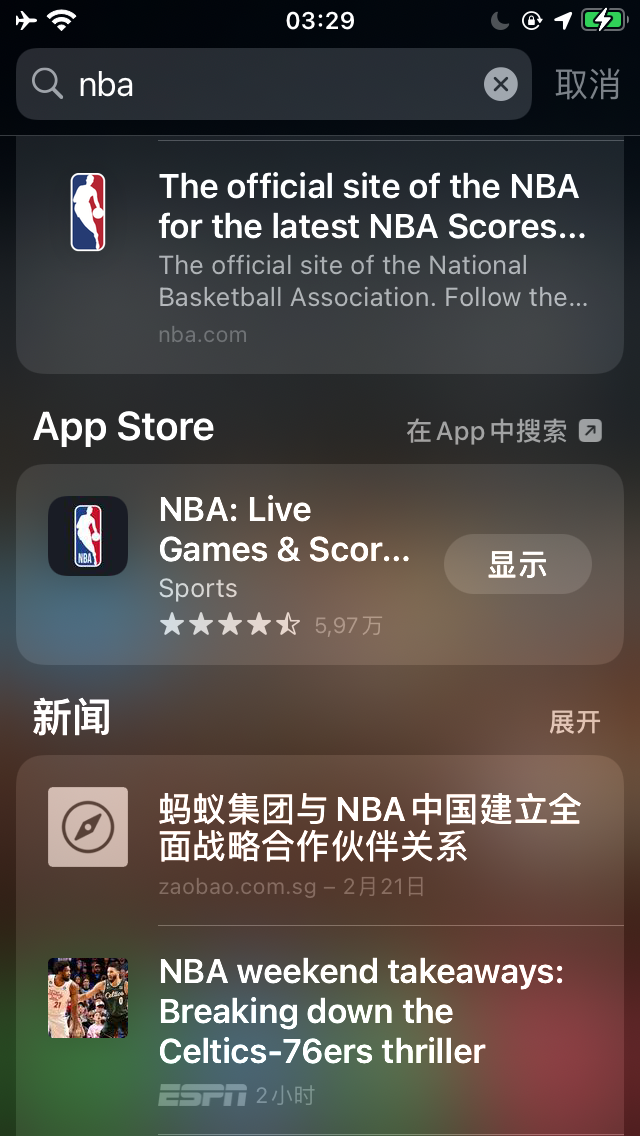 03:29
nba
取消
The official site of the NBA
for the latest NBA Scores...
The official site of the National
Basketball Association. Follow the...
nba.com
App Store
在App中搜索
NBA
NBA: Live
Games & Scor...
显示
Sports
5,97万
新闻
展开
蚂蚁集团与 NBA 中国建立全
面战略合作伙伴关系
zaobao.com.sg – 2月21日
NBA weekend takeaways:
Breaking down the
Celtics-76ers thriller
ESPN 2小时